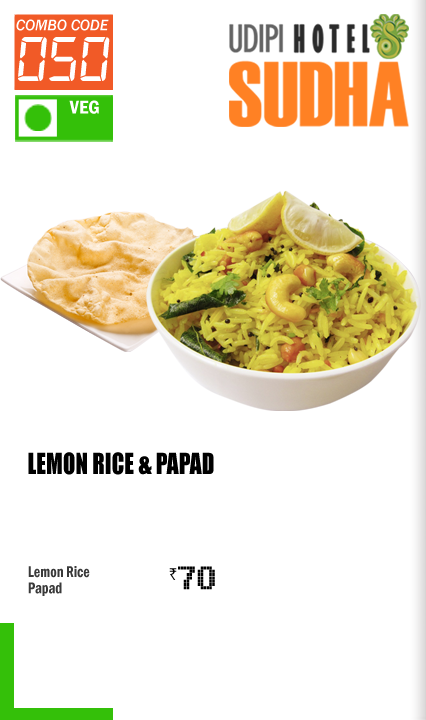 COMBO CODE
050
VEG
UDIPI HOTEL
SUDHA
LEMON RICE & PAPAD
Lemon Rice
Papad
₹70